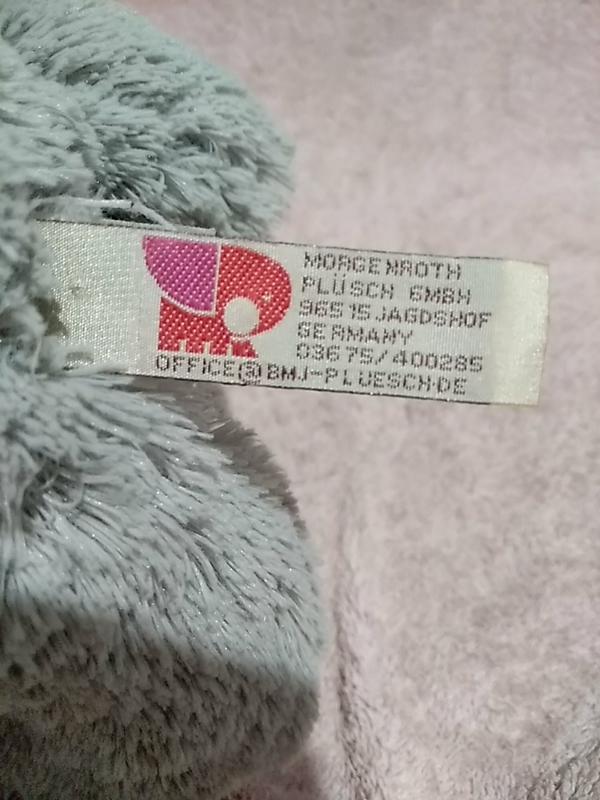 MORGENROTH
PLÜSCH GMBH
96515 JAGDSHOF
GERMANY
03675/400285
OFFICE@BMJ-PLUESCH.DE